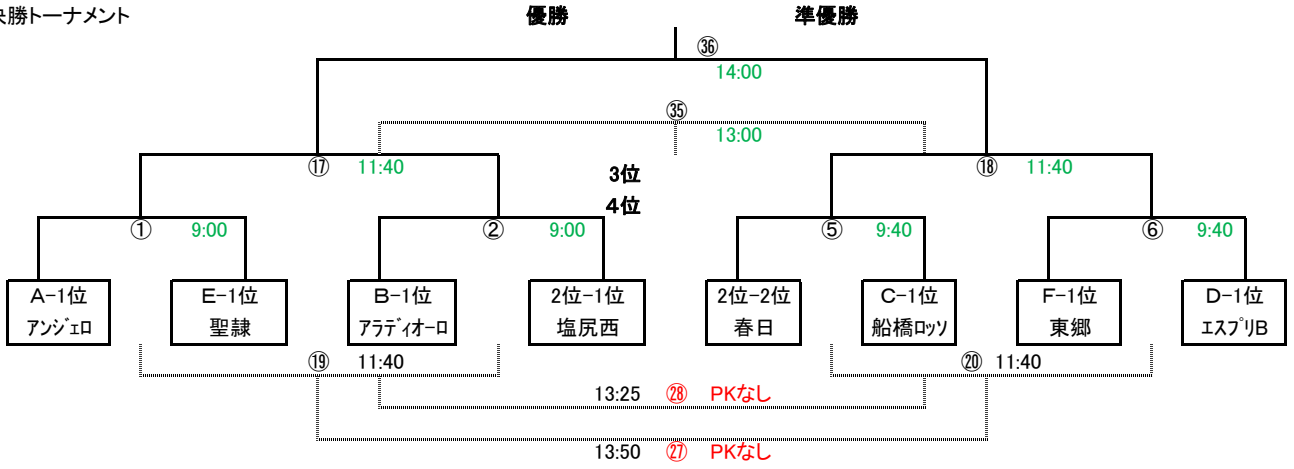 決勝トーナメント
優勝 準優勝
㊱
14:00
㉟
13:00
⑰ 11:40 ⑱ 11:40
3位
4位
① 9:00 ② 9:00 ⑤ 9:40 ⑥ 9:40
A-1位 E-1位 B-1位 2位-1位 2位-2位 C-1位 F-1位 D-1位
アンジェロ 聖隷 アラディオーロ 塩尻西 春日 船橋ロッソ 東郷 エスプリB
⑲ 11:40 ⑳ 11:40
13:25 ㉘ PKなし
13:50 ㉗ PKなし